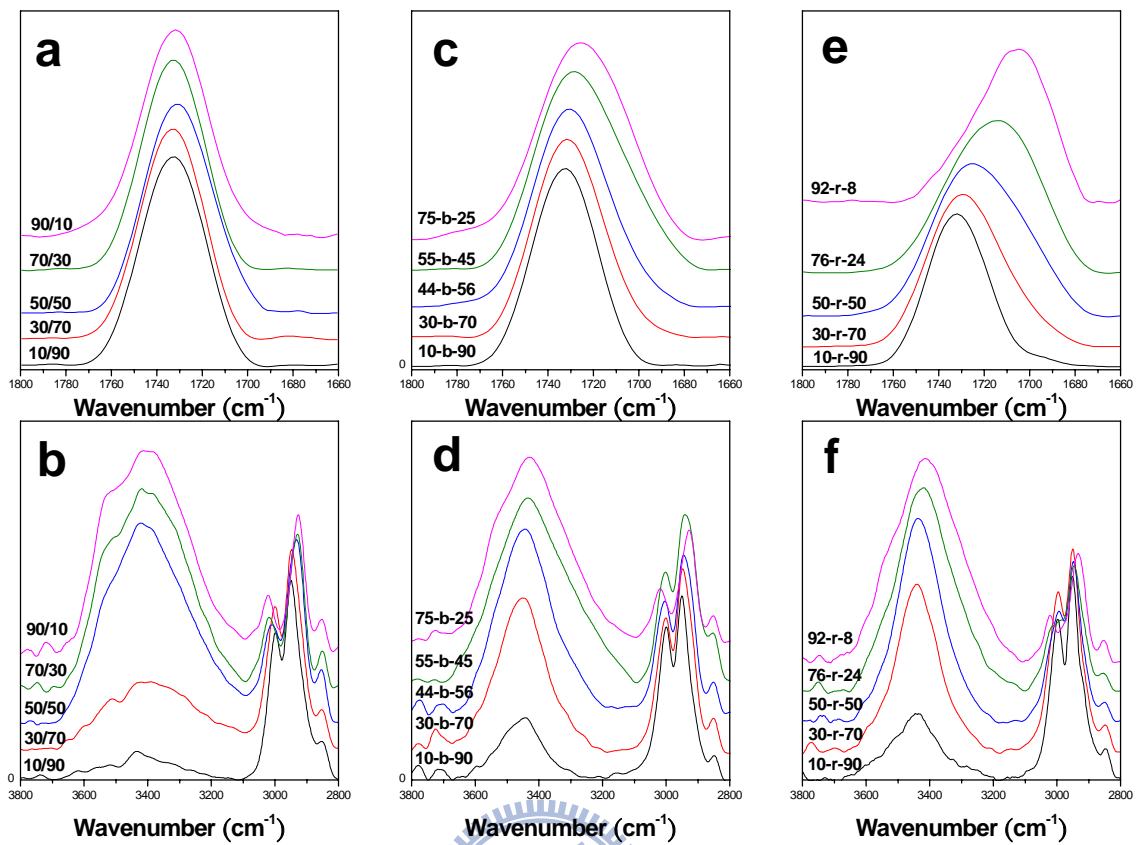 a
90/10
70/30
50/50
30/70
10/90
1800 1780 1760 1740 1720 1700 1680 1660
Wavenumber (cm⁻¹)
c
75-b-25
55-b-45
44-b-56
30-b-70
10-b-90
0
1800 1780 1760 1740 1720 1700 1680 1660
Wavenumber (cm⁻¹)
e
92-r-8
76-r-24
50-r-50
30-r-70
10-r-90
1800 1780 1760 1740 1720 1700 1680 1660
Wavenumber (cm⁻¹)
b
90/10
70/30
50/50
30/70
10/90
0
3800 3600 3400 3200 3000 2800
Wavenumber (cm⁻¹)
d
75-b-25
55-b-45
44-b-56
30-b-70
10-b-90
0
3800 3600 3400 3200 3000 2800
Wavenumber (cm⁻¹)
f
92-r-8
76-r-24
50-r-50
30-r-70
10-r-90
3800 3600 3400 3200 3000 2800
Wavenumber (cm⁻¹)